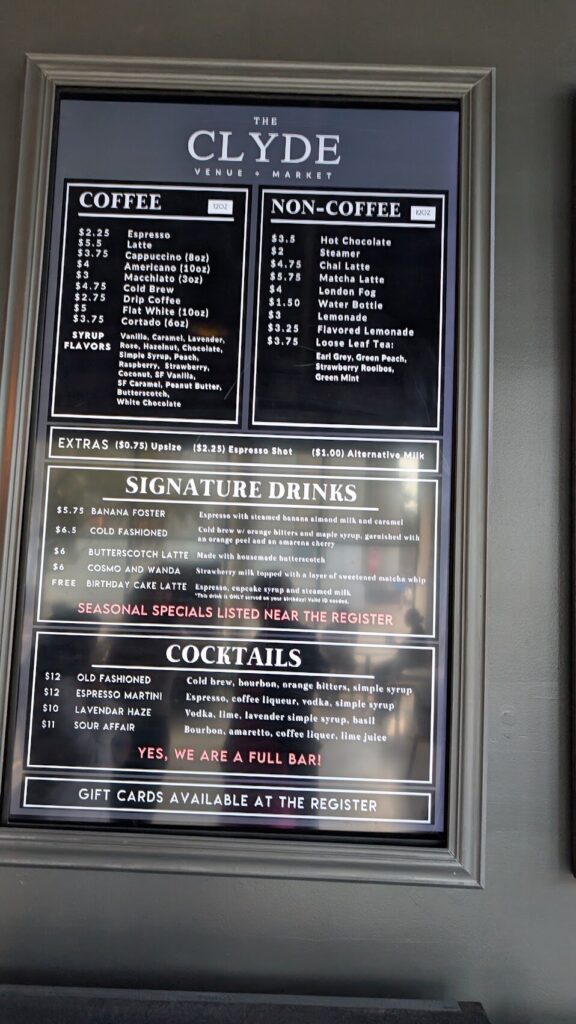 THE
CLYDE
VENUE + MARKET
COFFEE 12OZ
$2.25 Espresso
$5.5 Latte
$3.75 Cappuccino (8oz)
$4 Americano (10oz)
$3 Macchiato (3oz)
$4.75 Cold Brew
$2.75 Drip Coffee
$5 Flat White (10oz)
$3.75 Cortado (6oz)
SYRUP FLAVORS
Vanilla, Caramel, Lavender,
Rose, Hazelnut, Chocolate,
Simple Syrup, Peach,
Raspberry, Strawberry,
Coconut, SF Vanilla,
SF Caramel, Peanut Butter,
Butterscotch,
White Chocolate
NON-COFFEE 12OZ
$3.5 Hot Chocolate
$2 Steamer
$4.75 Chai Latte
$5.75 Matcha Latte
$4 London Fog
$1.50 Water Bottle
$3 Lemonade
$3.25 Flavored Lemonade
$3.75 Loose Leaf Tea:
Earl Grey, Green Peach,
Strawberry Rooibos,
Green Mint
EXTRAS ($0.75) Upsize ($2.25) Espresso Shot ($1.00) Alternative Milk
SIGNATURE DRINKS
$5.75 BANANA FOSTER Espresso with steamed banana almond milk and caramel
$6.5 COLD FASHIONED Cold brew w/ orange bitters and maple syrup, garnished with
an orange peel and an amarena cherry
$6 BUTTERSCOTCH LATTE Made with housemade butterscotch
$6 COSMO AND WANDA Strawberry milk topped with a layer of sweetened matcha whip
FREE BIRTHDAY CAKE LATTE Espresso, cupcake syrup and steamed milk
*This drink is ONLY served on your birthday! Valid ID needed.
SEASONAL SPECIALS LISTED NEAR THE REGISTER
COCKTAILS
$12 OLD FASHIONED Cold brew, bourbon, orange bitters, simple syrup
$12 ESPRESSO MARTINI Espresso, coffee liqueur, vodka, simple syrup
$10 LAVENDAR HAZE Vodka, lime, lavender simple syrup, basil
$11 SOUR AFFAIR Bourbon, amaretto, coffee liquer, lime juice
YES, WE ARE A FULL BAR!
GIFT CARDS AVAILABLE AT THE REGISTER